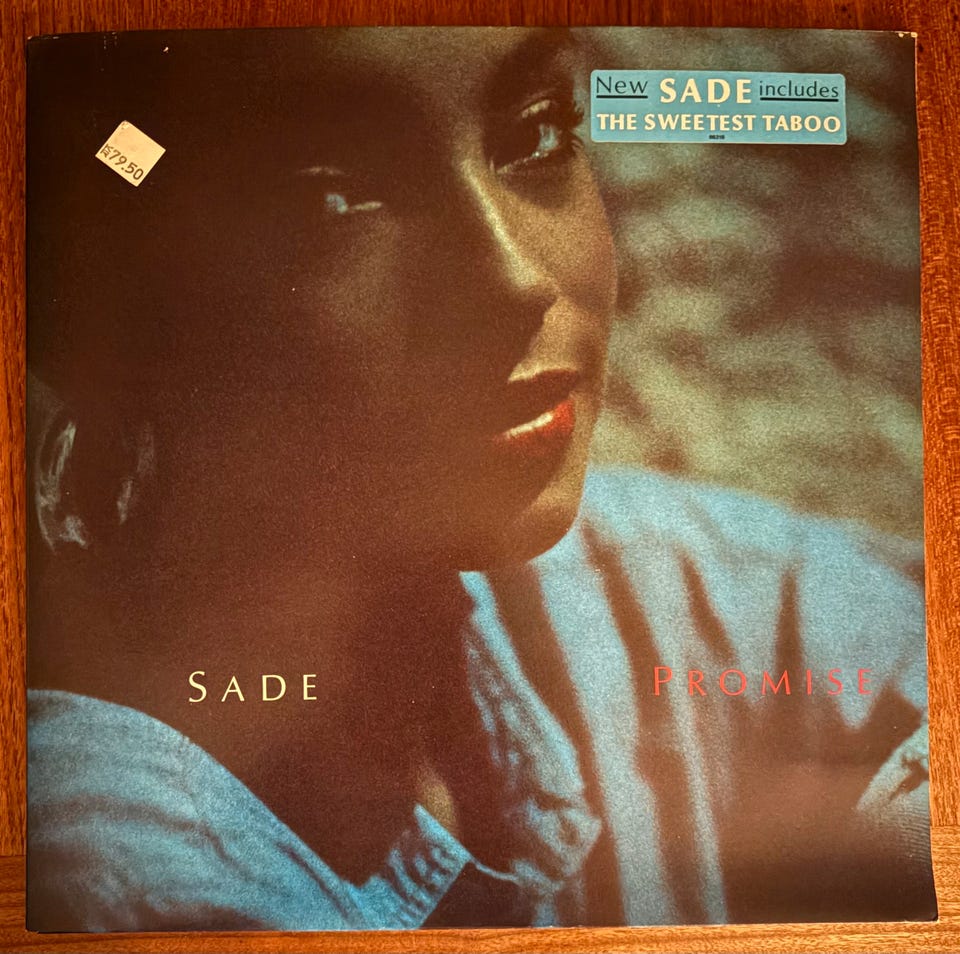 New SADE includes
THE SWEETEST TABOO
79.50
SADE
PROMISE